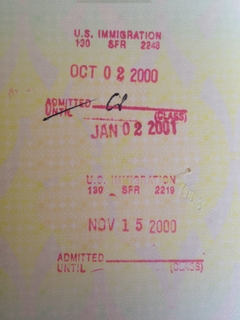 U.S. IMMIGRATION
130 SFR 2248
OCT 02 2000
ADMITTED
UNTIL (CLASS)
JAN 02 2001
U.S. IMMIGRATION
130 SFR 2219
NOV 15 2000
ADMITTED
UNTIL (CLASS)